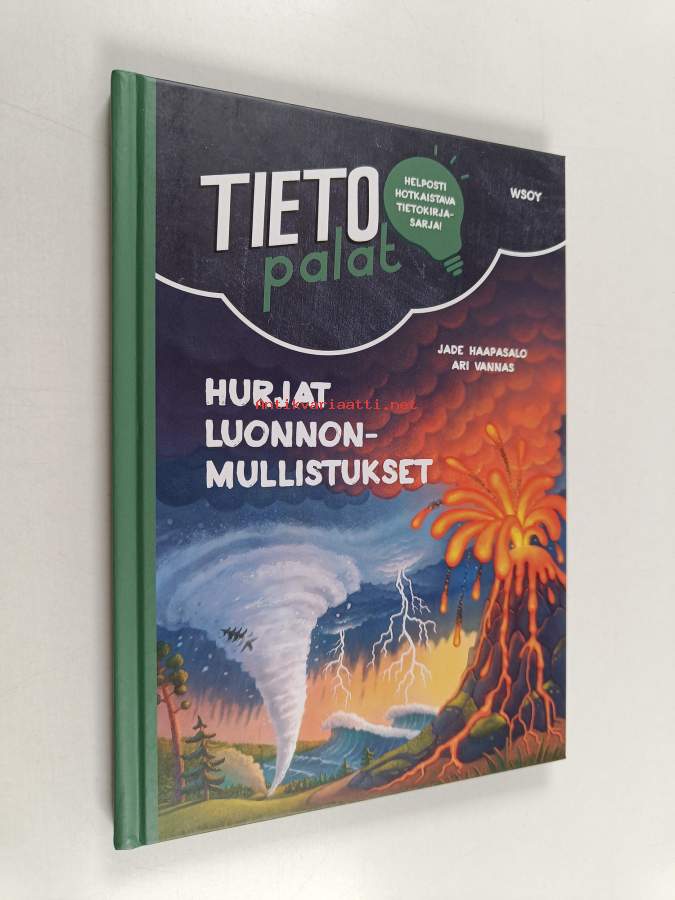 TIETO
palat
HELPOSTI
HOTKAISTAVA
TIETOKIRJA-
SARJA!
WSOY
JADE HAAPASALO
ARI VANNAS
HURJAT
Antikvariaatti.net
LUONNON-
MULLISTUKSET